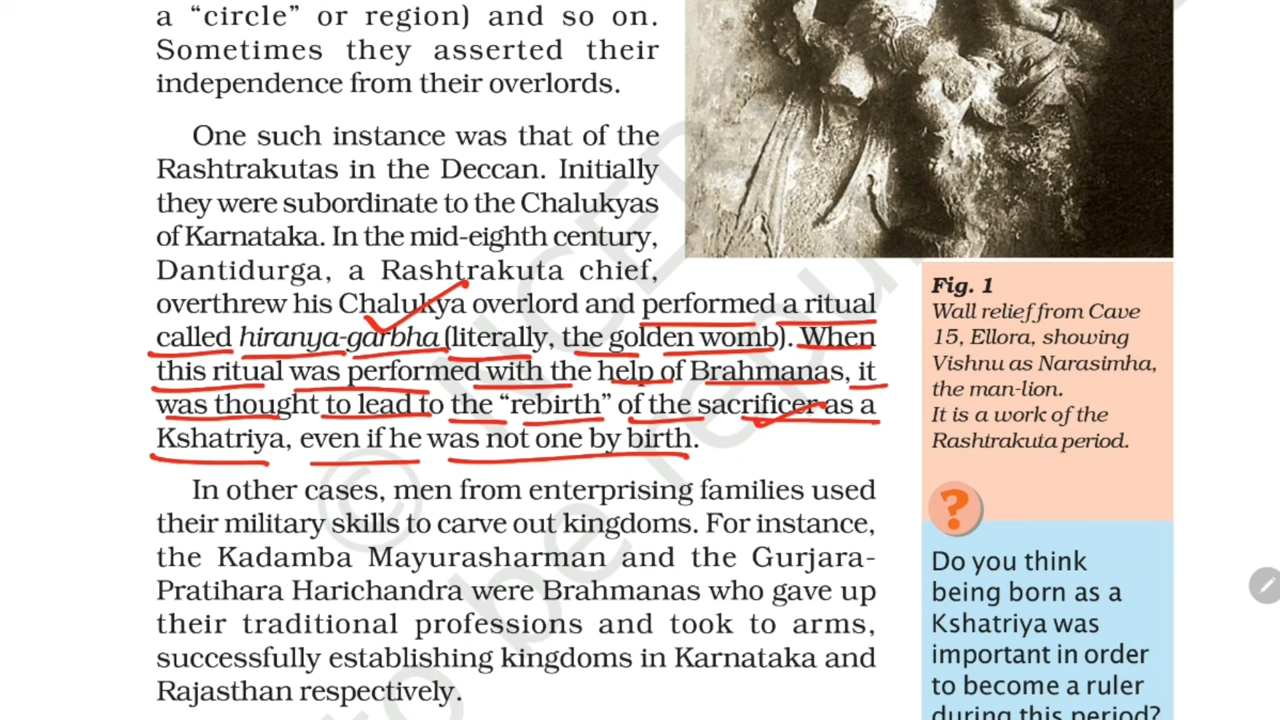 a “circle” or region) and so on.
Sometimes they asserted their
independence from their overlords.
One such instance was that of the
Rashtrakutas in the Deccan. Initially
they were subordinate to the Chalukyas
of Karnataka. In the mid-eighth century,
Dantidurga, a Rashtrakuta chief,
overthrew his Chalukya overlord and performed a ritual
called hiranya-garbha (literally, the golden womb). When
this ritual was performed with the help of Brahmanas, it
was thought to lead to the “rebirth” of the sacrificer as a
Kshatriya, even if he was not one by birth.
In other cases, men from enterprising families used
their military skills to carve out kingdoms. For instance,
the Kadamba Mayurasharman and the Gurjara-
Pratihara Harichandra were Brahmanas who gave up
their traditional professions and took to arms,
successfully establishing kingdoms in Karnataka and
Rajasthan respectively.
Fig. 1
Wall relief from Cave
15, Ellora, showing
Vishnu as Narasimha,
the man-lion.
It is a work of the
Rashtrakuta period.
?
Do you think
being born as a
Kshatriya was
important in order
to become a ruler
during this period?
© NCER
to be repu